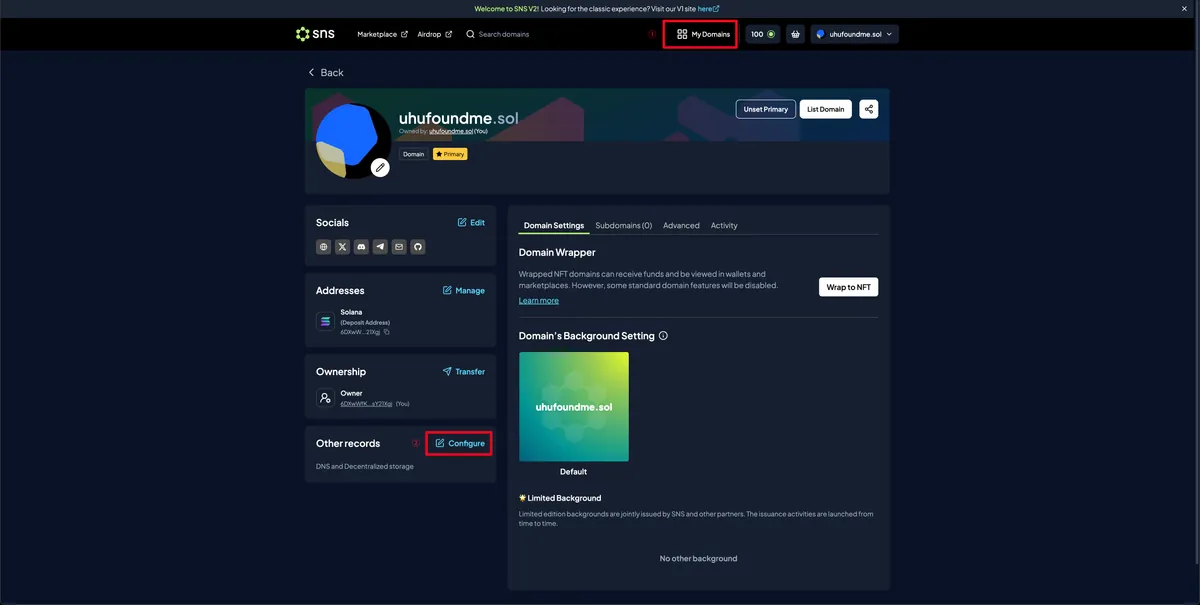 Welcome to SNS V2! Looking for the classic experience? Visit our V1 site here
sns
Marketplace
Airdrop
Search domains
1
My Domains
100
uhufoundme.sol
Back
uhufoundme.sol
Owned by: uhufoundme.sol (You)
Domain
Primary
Unset Primary
List Domain
Socials
Edit
Addresses
Manage
Solana
(Deposit Address)
6DXwW... 21Xgj
Ownership
Transfer
Owner
6DXwWfK...sY21Xgj (You)
Other records
2
Configure
DNS and Decentralized storage
Domain Settings
Subdomains (0)
Advanced
Activity
Domain Wrapper
Wrapped NFT domains can receive funds and be viewed in wallets and
marketplaces. However, some standard domain features will be disabled.
Learn more
Wrap to NFT
Domain's Background Setting
uhufoundme.sol
Default
Limited Background
Limited edition backgrounds are jointly issued by SNS and other partners. The issuance activities are launched from
time to time.
No other background